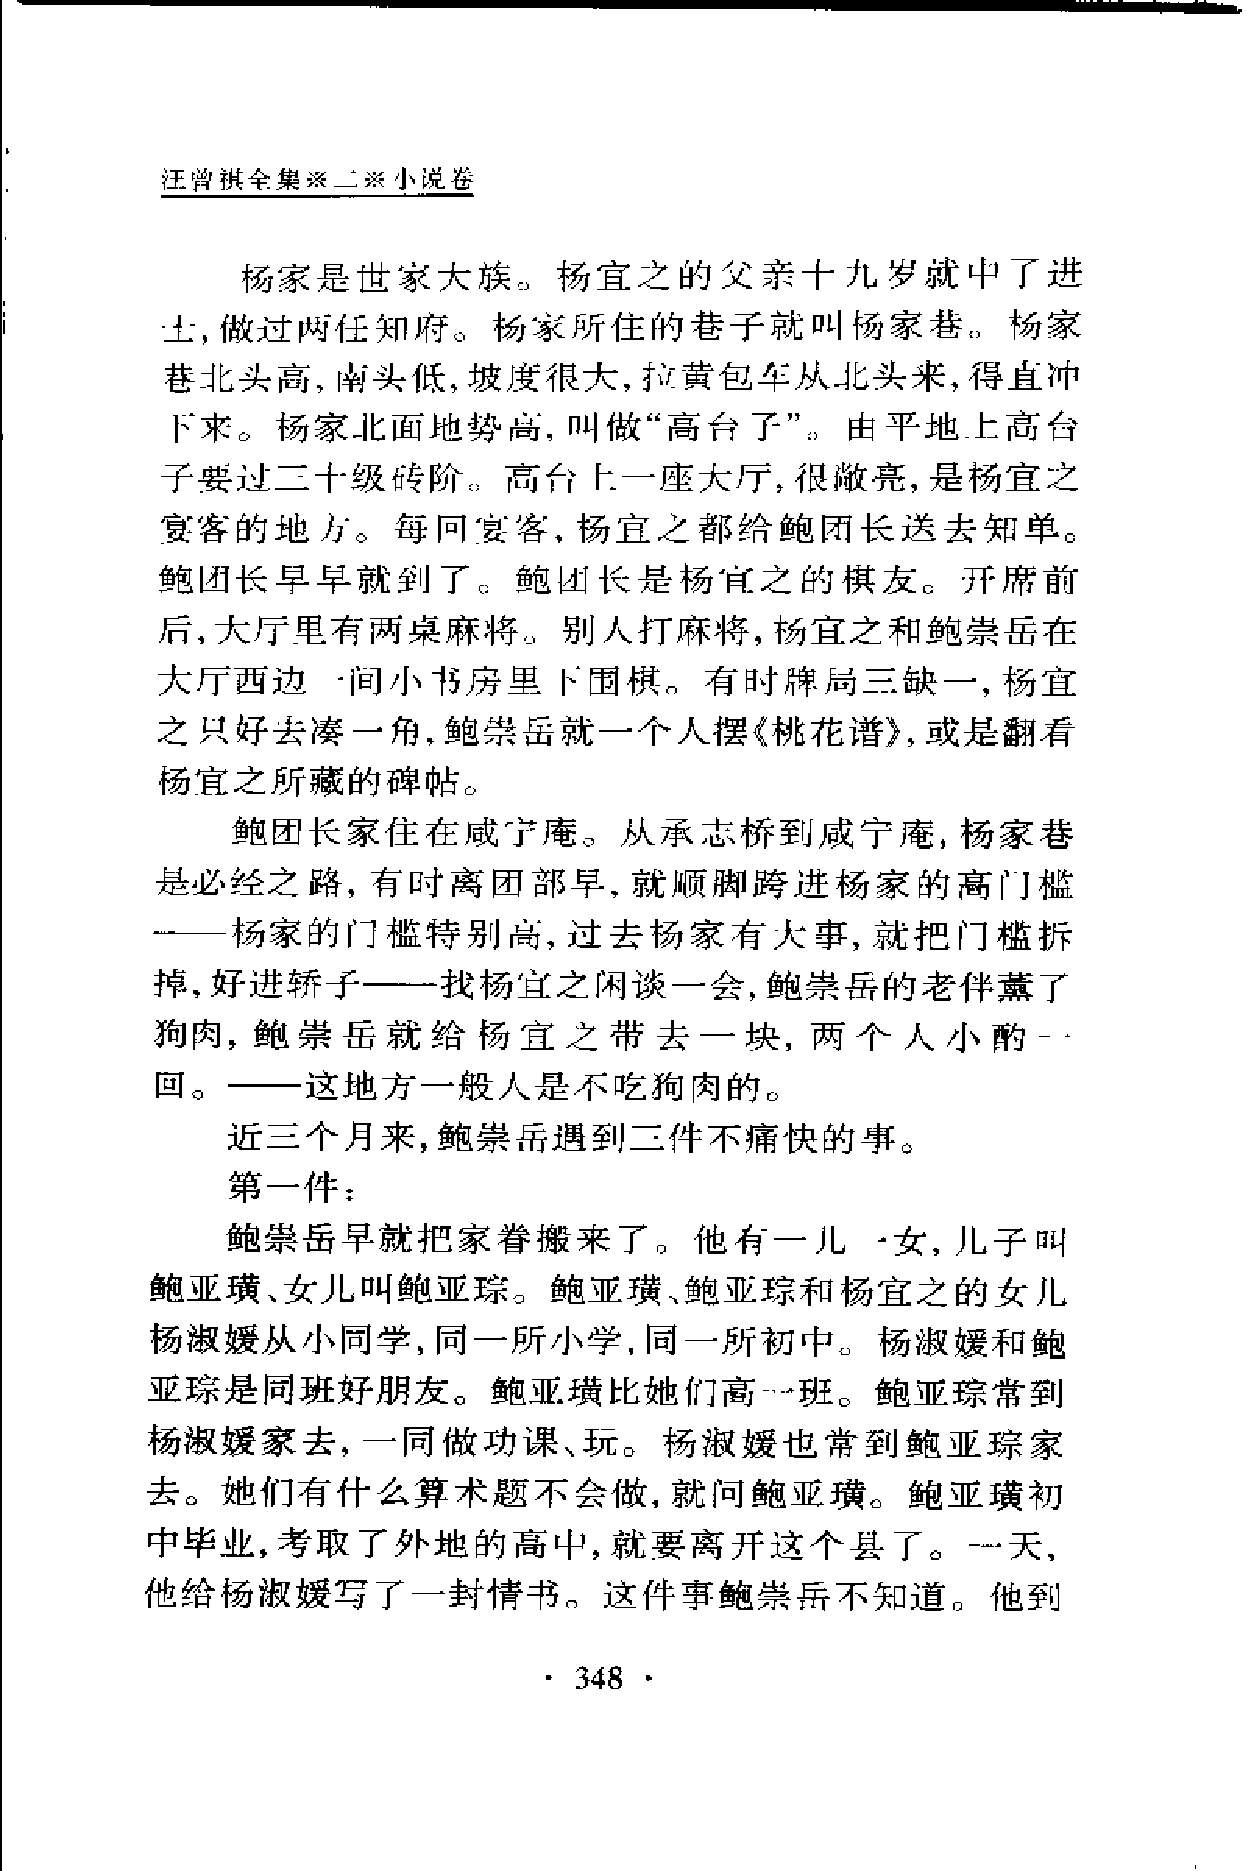 汪曾祺全集※二※小说卷
杨家是世家大族。杨宜之的父亲十九岁就中了进
士,做过两任知府。杨家所住的巷子就叫杨家巷。杨家
巷北头高,南头低,坡度很大,拉黄包车从北头来,得直冲
下来。杨家北面地势高,叫做“高台子”。由平地上高台
子要过三十级砖阶。高台上一座大厅,很敞亮,是杨宜之
宴客的地方。每回宴客,杨宜之都给鲍团长送去知单。
鲍团长早早就到了。鲍团长是杨宜之的棋友。开席前
后,大厅里有两桌麻将。别人打麻将,杨宜之和鲍崇岳在
大厅西边一间小书房里下围棋。有时牌局三缺一,杨宜
之只好去凑一角,鲍崇岳就一个人摆《桃花谱》,或是翻看
杨宜之所藏的碑帖。
鲍团长家住在咸宁庵。从承志桥到咸宁庵,杨家巷
是必经之路,有时离团部早,就顺脚跨进杨家的高门槛
——杨家的门槛特别高,过去杨家有大事,就把门槛拆
掉,好进轿子——找杨宜之闲谈一会,鲍崇岳的老伴薰了
狗肉,鲍崇岳就给杨宜之带去一块,两个人小酌一
回。——这地方一般人是不吃狗肉的。
近三个月来,鲍崇岳遇到三件不痛快的事。
第一件:
鲍崇岳早就把家眷搬来了。他有一儿一女,儿子叫
鲍亚璜、女儿叫鲍亚琮。鲍亚璜、鲍亚琮和杨宜之的女儿
杨淑媛从小同学,同一所小学,同一所初中。杨淑媛和鲍
亚琮是同班好朋友。鲍亚璜比她们高一班。鲍亚琮常到
杨淑媛家去,一同做功课、玩。杨淑媛也常到鲍亚琮家
去。她们有什么算术题不会做,就问鲍亚璜。鲍亚璜初
中毕业,考取了外地的高中,就要离开这个县了。一天,
他给杨淑媛写了一封情书。这件事鲍崇岳不知道。他到
· 348 ·